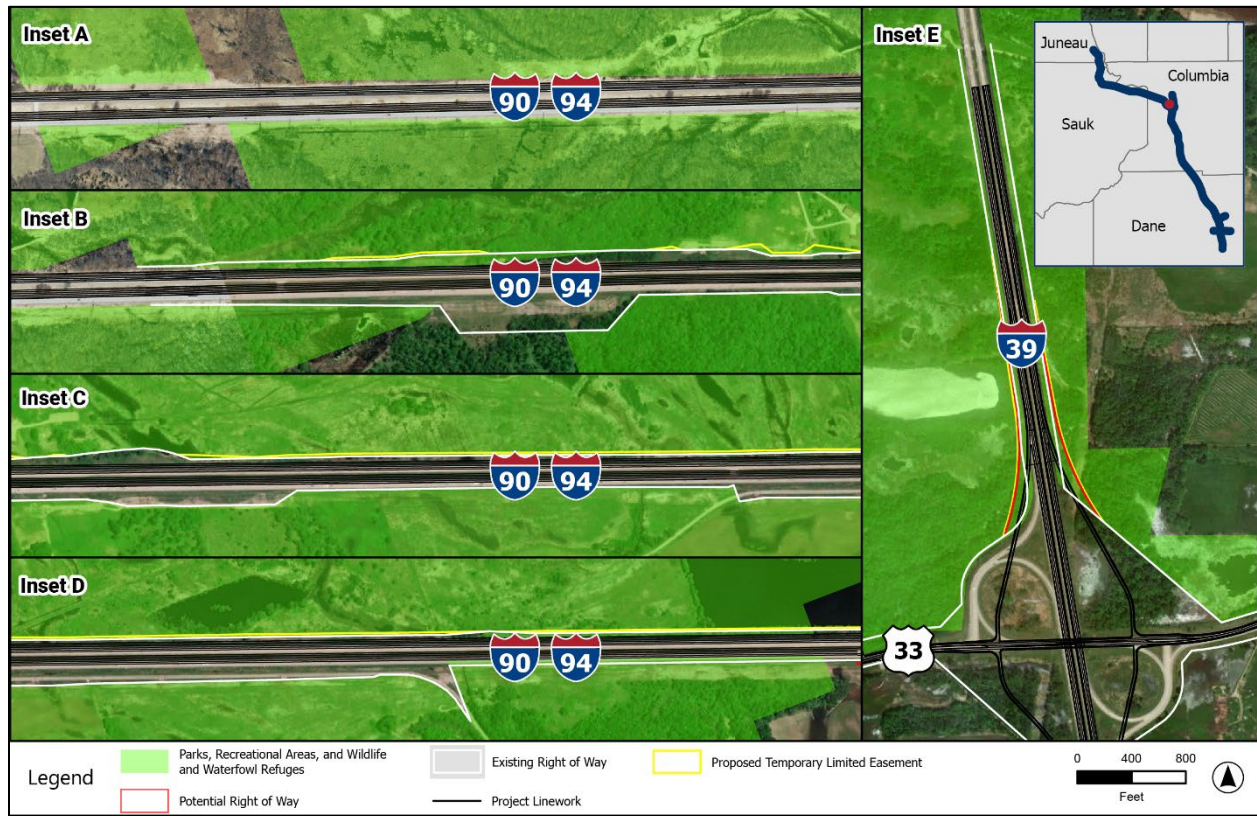 Inset A
90 94
Inset B
90 94
Inset C
90 94
Inset D
90 94
Inset E
39
33
Juneau
Columbia
Sauk
Dane
Legend
Parks, Recreational Areas, and Wildlife
and Waterfowl Refuges
Potential Right of Way
Existing Right of Way
Project Linework
Proposed Temporary Limited Easement
0 400 800
Feet